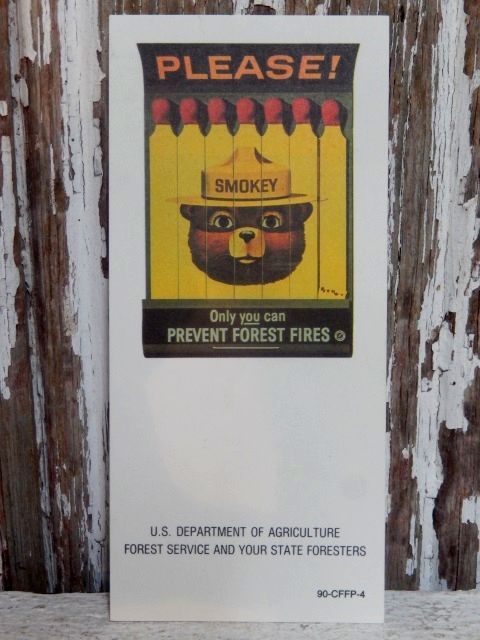 PLEASE!
SMOKEY
Only you can
PREVENT FOREST FIRES
U.S. DEPARTMENT OF AGRICULTURE
FOREST SERVICE AND YOUR STATE FORESTERS
90-CFFP-4